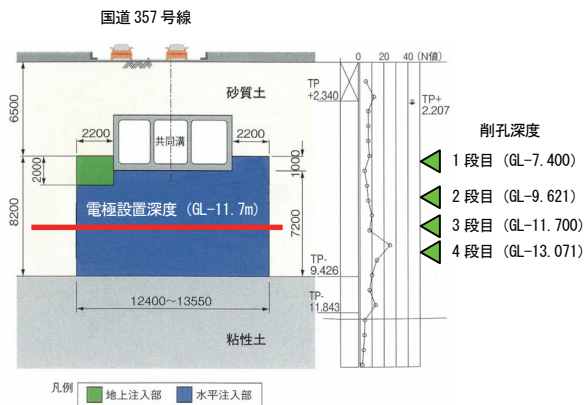 国道 357 号線
0 20 40 (N値)
砂質土
TP
+2.340
TP+
2.207
6500
削孔深度
2200
共同溝
2200
1000
1 段目 (GL-7.400)
2000
2 段目 (GL-9.621)
8200
電極設置深度 (GL-11.7m)
7200
3 段目 (GL-11.700)
4 段目 (GL-13.071)
TP-
9.426
12400～13550
TP-
11.843
粘性土
凡例
地上注入部
水平注入部